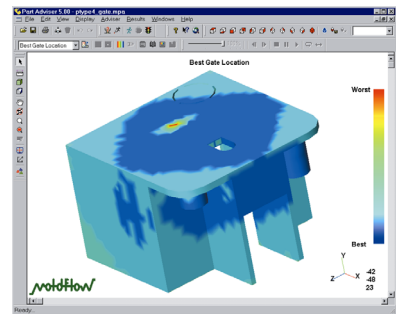 Part Adviser 5.00 - ptype4_gate.mpa
File Edit View Display Adviser Results Windows Help
Best Gate Location
Best Gate Location
Worst
Best
Y
Z X
-42
-48
23
moldflow
Ready..